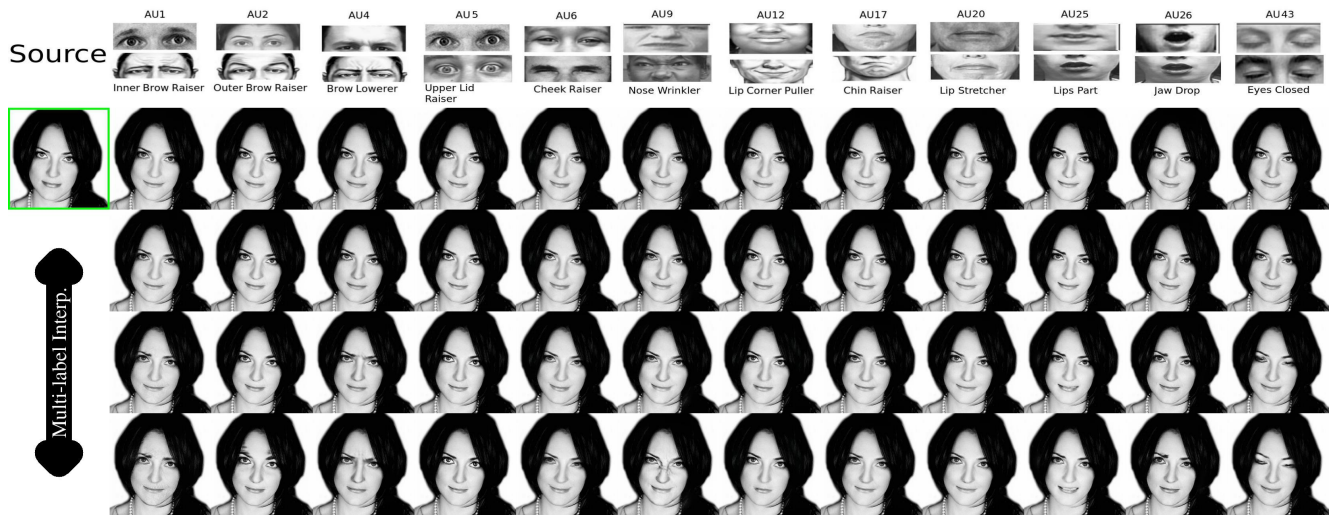 AU1 AU2 AU4 AU5 AU6 AU9 AU12 AU17 AU20 AU25 AU26 AU43
Source
Inner Brow Raiser Outer Brow Raiser Brow Lowerer Upper Lid Raiser Cheek Raiser Nose Wrinkler Lip Corner Puller Chin Raiser Lip Stretcher Lips Part Jaw Drop Eyes Closed
Multi-label Interp.